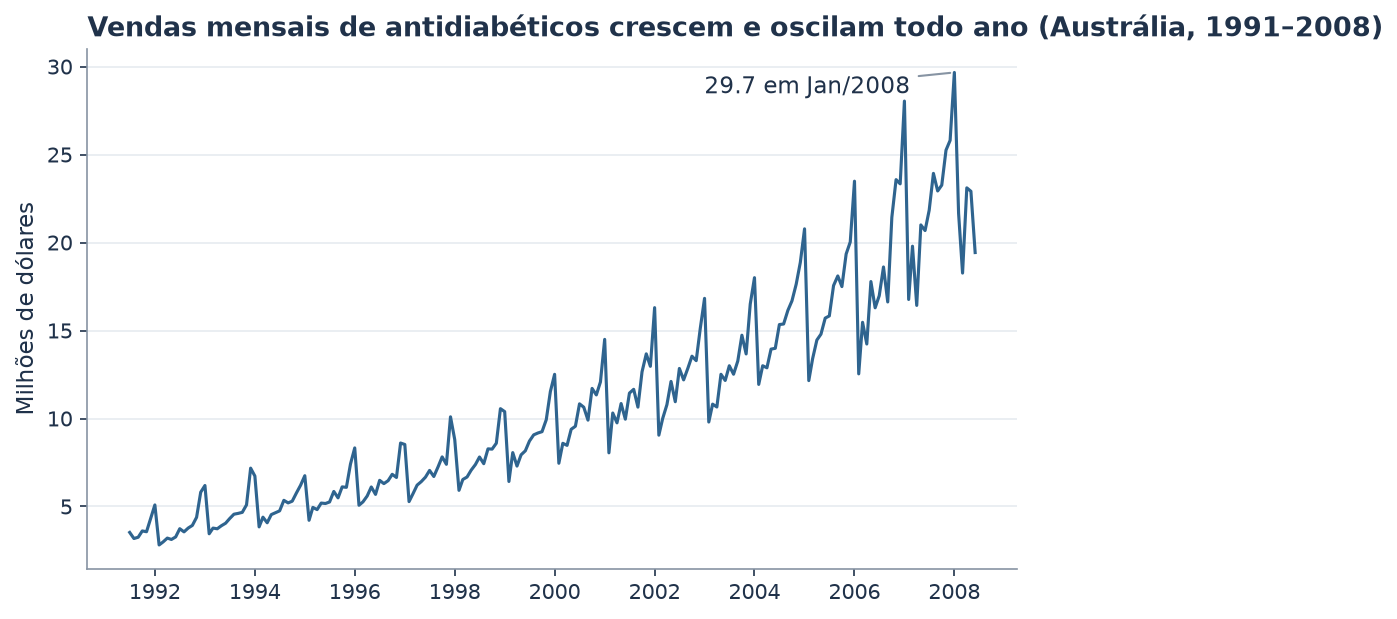 Vendas mensais de antidiabéticos crescem e oscilam todo ano (Austrália, 1991–2008)
29.7 em Jan/2008
Milhões de dólares
30
25
20
15
10
5
1992 1994 1996 1998 2000 2002 2004 2006 2008